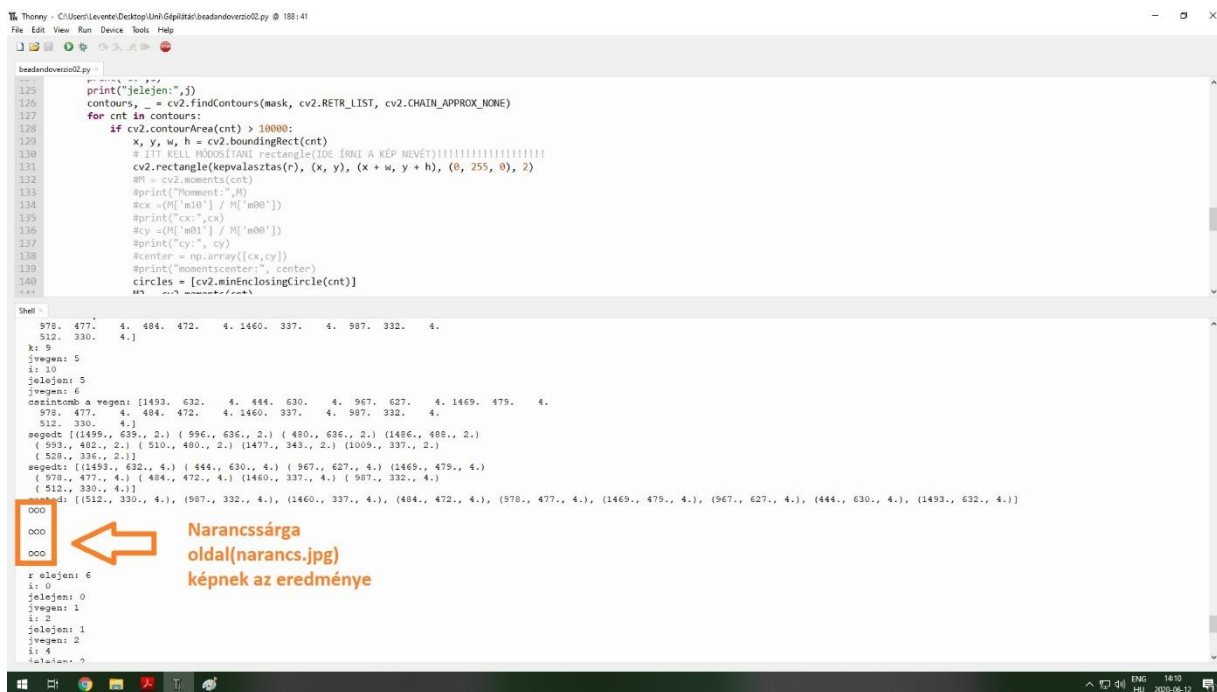 Thonny - C:\Users\Levente\Desktop\Uni\Gépilátás\beadandoverzio02.py @ 188 : 41
File Edit View Run Device Tools Help
beadandoverzio02.py
125 print("jelejen:",j)
126 contours, _ = cv2.findContours(mask, cv2.RETR_LIST, cv2.CHAIN_APPROX_NONE)
127 for cnt in contours:
128 if cv2.contourArea(cnt) > 10000:
129 x, y, w, h = cv2.boundingRect(cnt)
130 # ITT KELL MÓDOSÍTANI rectangle(IDE ÍRNI A KÉP NEVÉT)!!!!!!!!!!!!!!!!!!!
131 cv2.rectangle(kepvalasztas(r), (x, y), (x + w, y + h), (0, 255, 0), 2)
132 #M = cv2.moments(cnt)
133 #print("Momment:",M)
134 #cx =(M['m10'] / M['m00'])
135 #print("cx:",cx)
136 #cy =(M['m01'] / M['m00'])
137 #print("cy:", cy)
138 #center = np.array([cx,cy])
139 #print("momentscenter:", center)
140 circles = [cv2.minEnclosingCircle(cnt)]
Shell
978. 477. 4. 484. 472. 4. 1460. 337. 4. 987. 332. 4.
512. 330. 4.]
k: 9
jvegen: 5
i: 10
jelejen: 5
jvegen: 6
cszintomb a vegen: [1493. 632. 4. 444. 630. 4. 967. 627. 4. 1469. 479. 4.
978. 477. 4. 484. 472. 4. 1460. 337. 4. 987. 332. 4.
512. 330. 4.]
segedt [(1499., 639., 2.) ( 996., 636., 2.) ( 480., 636., 2.) (1486., 488., 2.)
( 993., 482., 2.) ( 510., 480., 2.) (1477., 343., 2.) (1009., 337., 2.)
( 528., 336., 2.)]
segedt: [(1493., 632., 4.) ( 444., 630., 4.) ( 967., 627., 4.) (1469., 479., 4.)
( 978., 477., 4.) ( 484., 472., 4.) (1460., 337., 4.) ( 987., 332., 4.)
( 512., 330., 4.)]
sorted: [(512., 330., 4.), (987., 332., 4.), (1460., 337., 4.), (484., 472., 4.), (978., 477., 4.), (1469., 479., 4.), (967., 627., 4.), (444., 630., 4.), (1493., 632., 4.)]
ooo
ooo
ooo
Narancssárga
oldal(narancs.jpg)
képnek az eredménye
r elejen: 6
i: 0
jelejen: 0
jvegen: 1
i: 2
jelejen: 1
jvegen: 2
i: 4
jelejen: 2
ENG 14:10
HU 2020-06-12